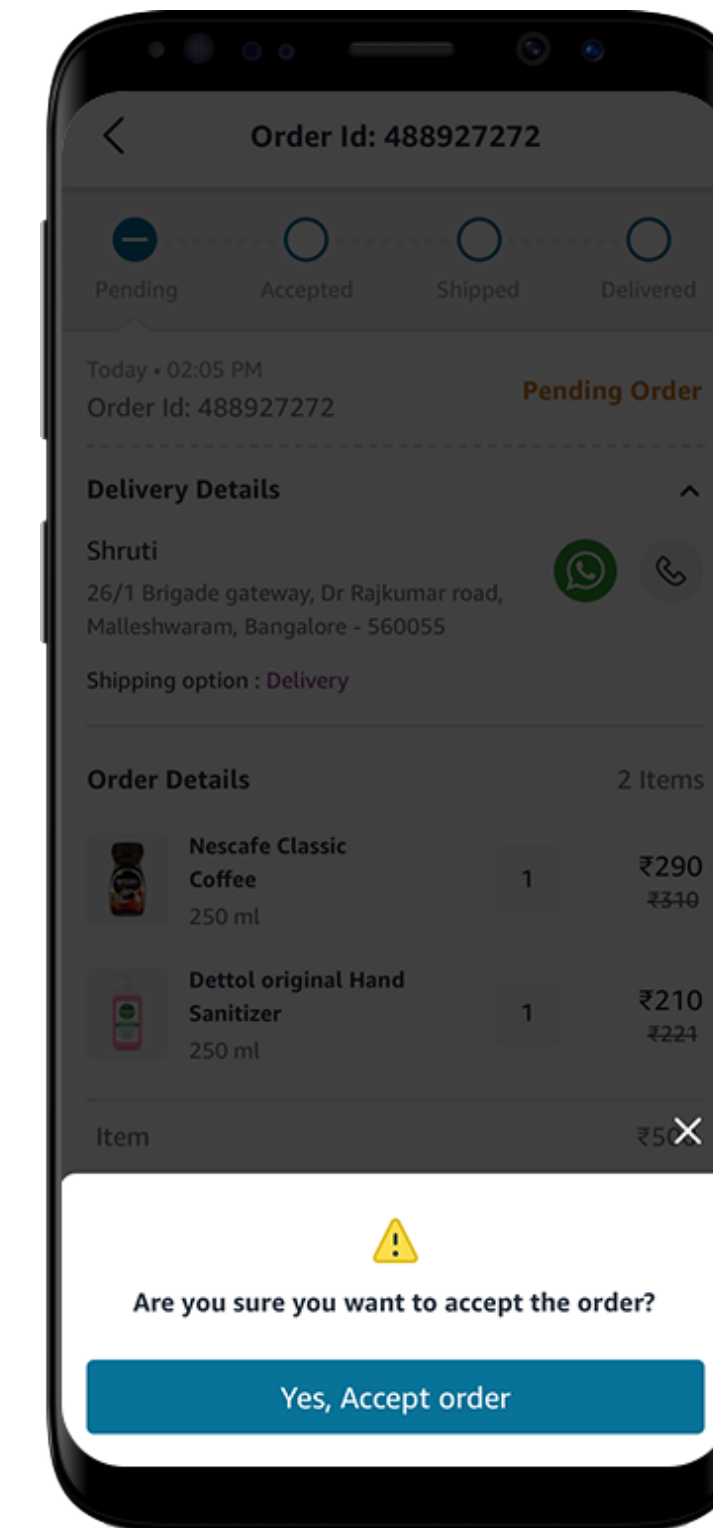 Order Id: 488927272
Pending Accepted Shipped Delivered
Today • 02:05 PM
Order Id: 488927272
Pending Order
Delivery Details
Shruti
26/1 Brigade gateway, Dr Rajkumar road,
Malleshwaram, Bangalore - 560055
Shipping option : Delivery
Order Details 2 Items
Nescafe Classic
Coffee
250 ml
1
₹290
₹310
Dettol original Hand
Sanitizer
250 ml
1
₹210
₹221
Item
Are you sure you want to accept the order?
Yes, Accept order